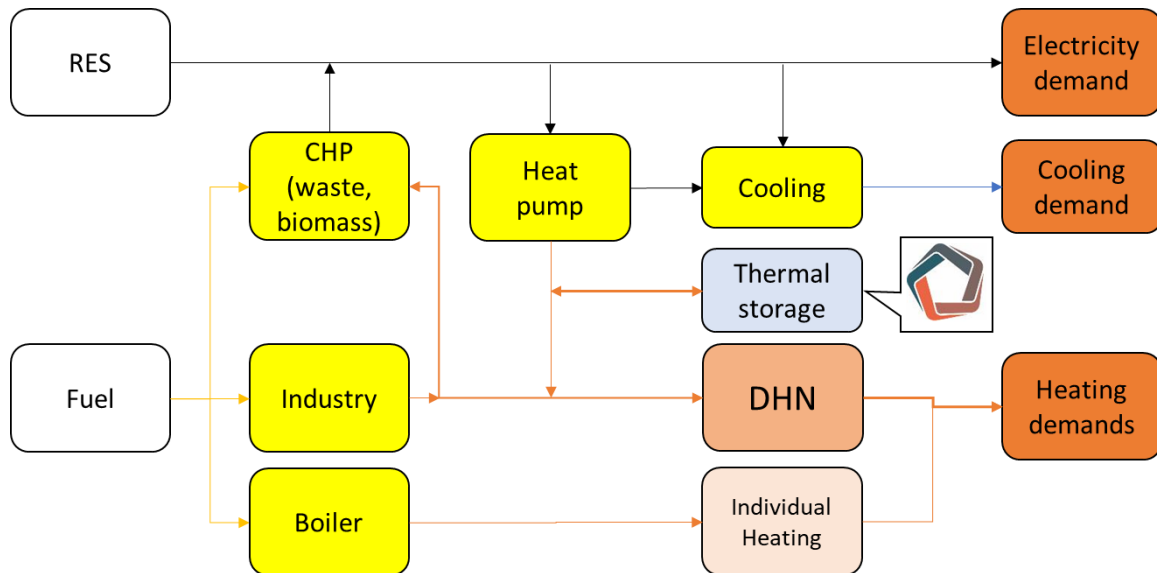 RES
Electricity
demand
CHP
(waste,
biomass)
Heat
pump
Cooling
Cooling
demand
Thermal
storage
Fuel
Industry
DHN
Heating
demands
Boiler
Individual
Heating